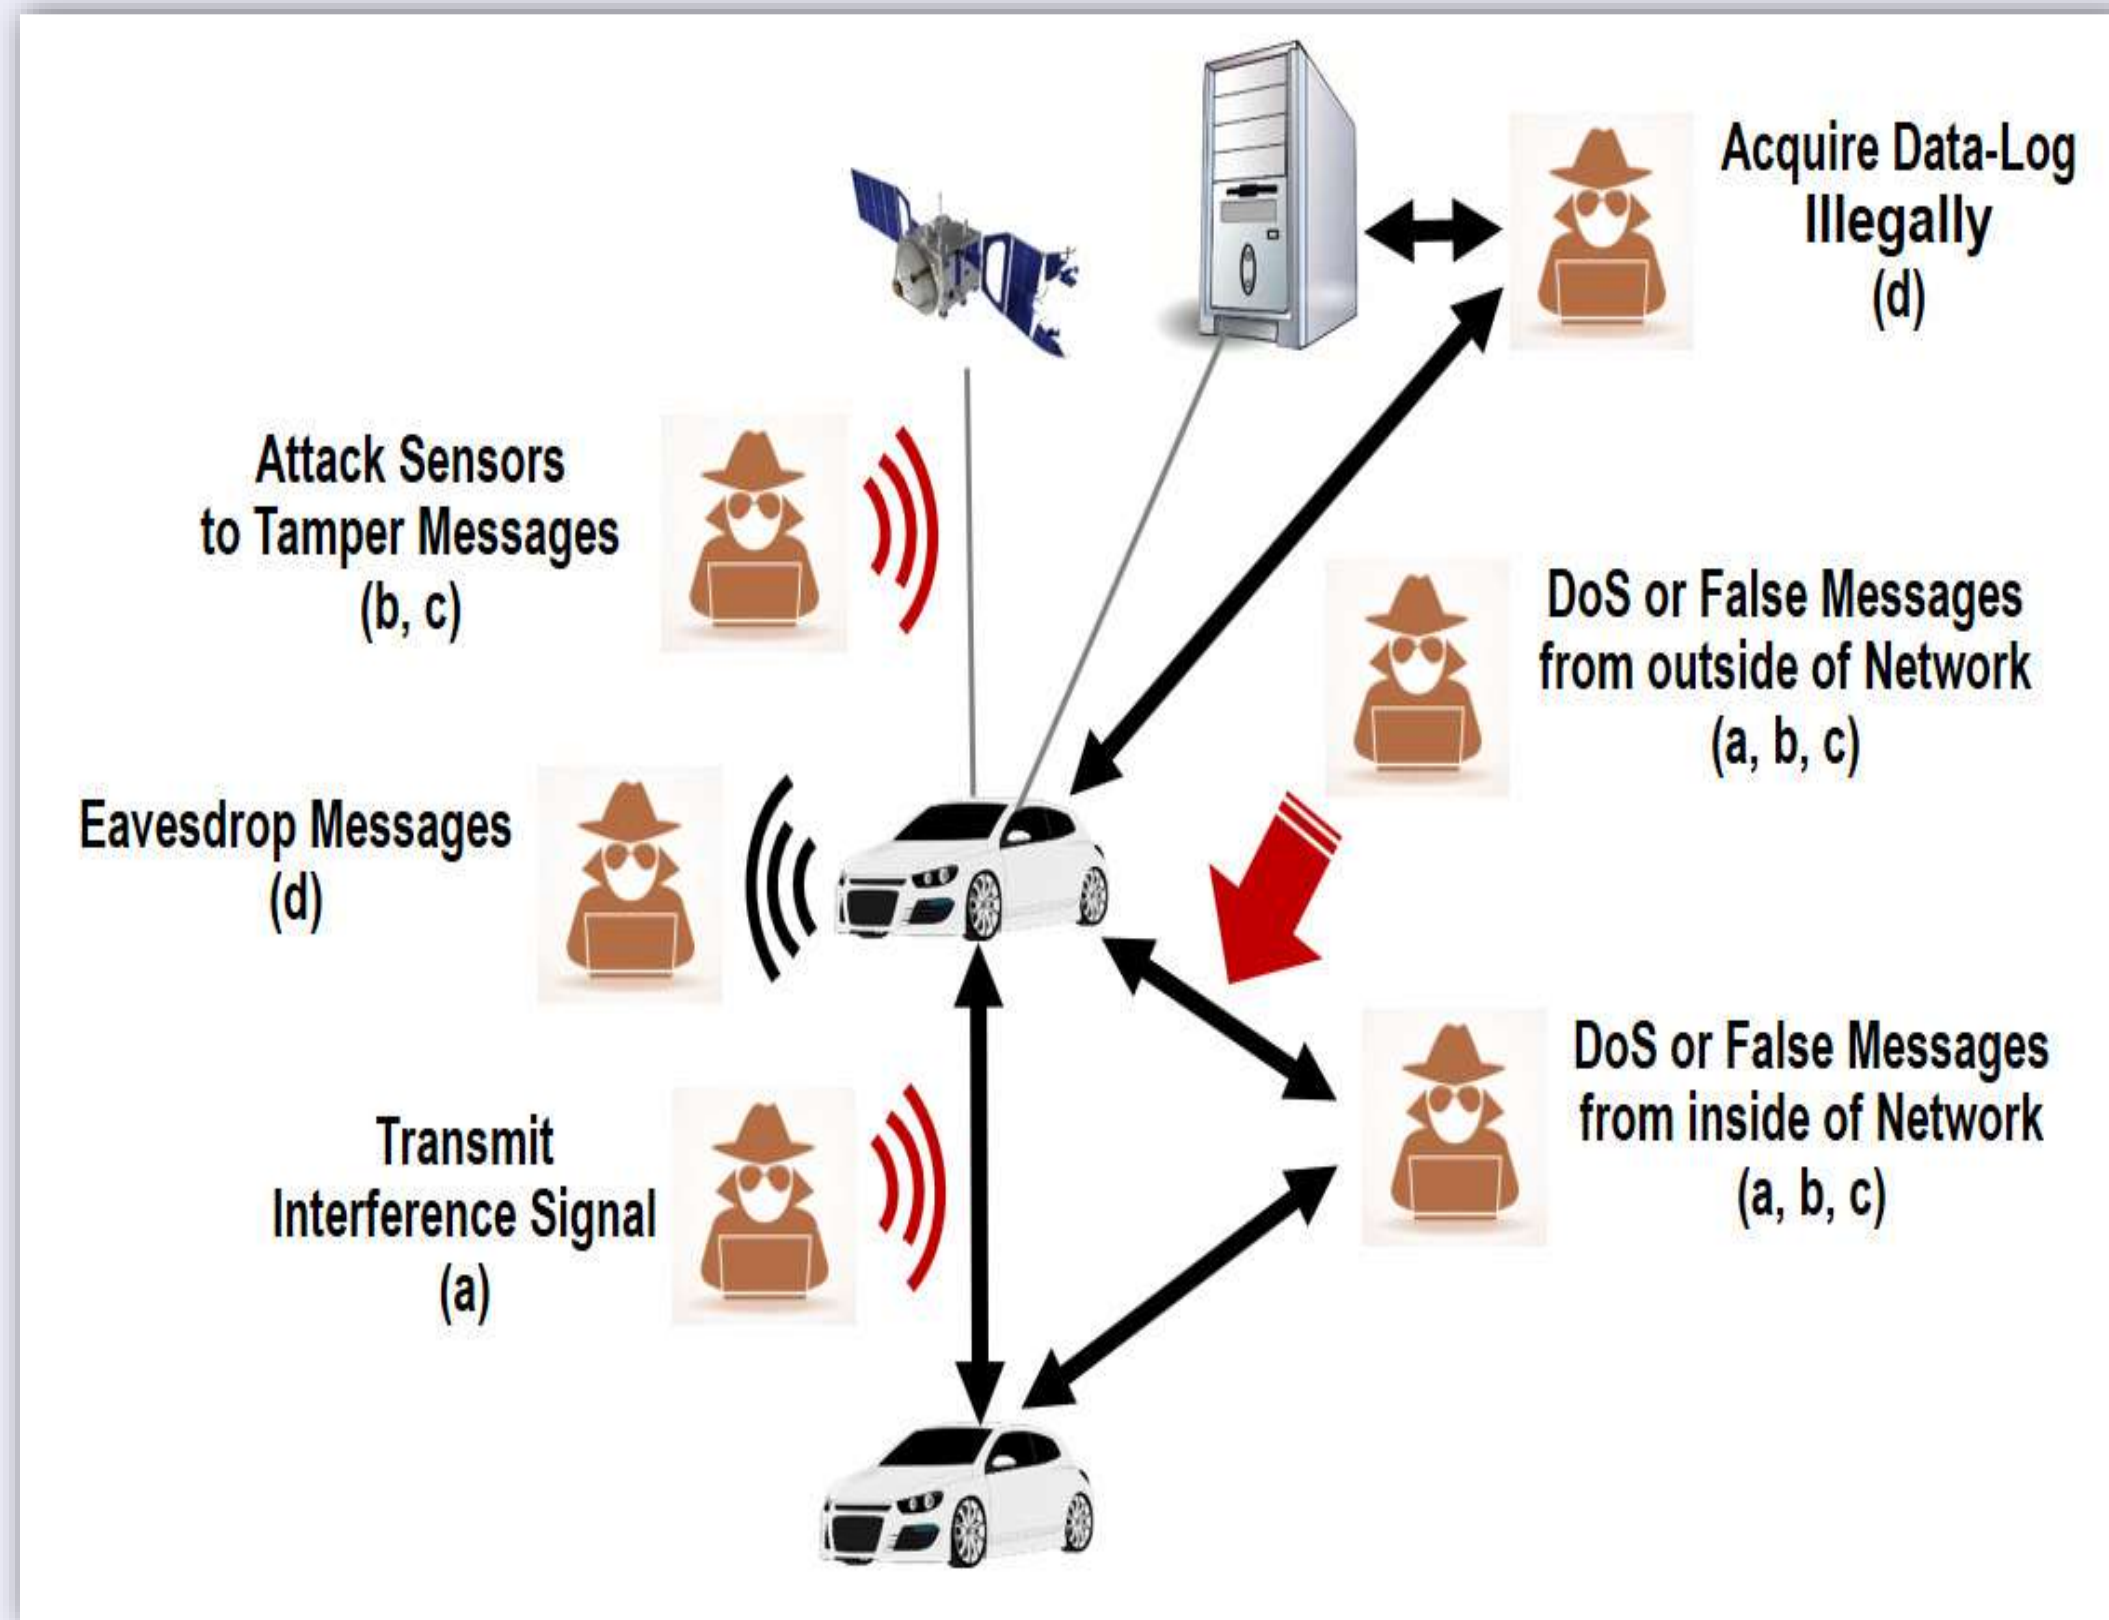 Acquire Data-Log
Illegally
(d)
Attack Sensors
to Tamper Messages
(b, c)
DoS or False Messages
from outside of Network
(a, b, c)
Eavesdrop Messages
(d)
DoS or False Messages
from inside of Network
(a, b, c)
Transmit
Interference Signal
(a)